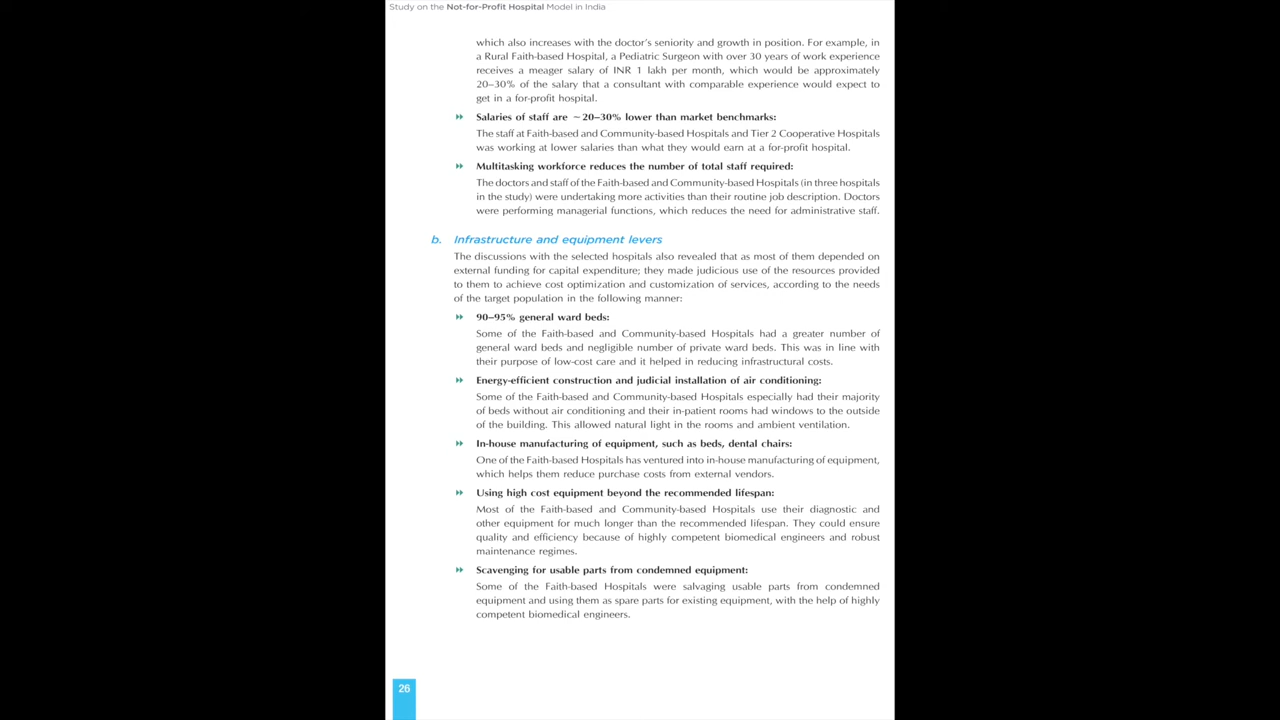 Study on the Not-for-Profit Hospital Model in India
which also increases with the doctor's seniority and growth in position. For example, in
a Rural Faith-based Hospital, a Pediatric Surgeon with over 30 years of work experience
receives a meager salary of INR 1 lakh per month, which would be approximately
20–30% of the salary that a consultant with comparable experience would expect to
get in a for-profit hospital.
Salaries of staff are ~20–30% lower than market benchmarks:
The staff at Faith-based and Community-based Hospitals and Tier 2 Cooperative Hospitals
was working at lower salaries than what they would earn at a for-profit hospital.
Multitasking workforce reduces the number of total staff required:
The doctors and staff of the Faith-based and Community-based Hospitals (in three hospitals
in the study) were undertaking more activities than their routine job description. Doctors
were performing managerial functions, which reduces the need for administrative staff.
b. Infrastructure and equipment levers
The discussions with the selected hospitals also revealed that as most of them depended on
external funding for capital expenditure; they made judicious use of the resources provided
to them to achieve cost optimization and customization of services, according to the needs
of the target population in the following manner:
90–95% general ward beds:
Some of the Faith-based and Community-based Hospitals had a greater number of
general ward beds and negligible number of private ward beds. This was in line with
their purpose of low-cost care and it helped in reducing infrastructural costs.
Energy-efficient construction and judicial installation of air conditioning:
Some of the Faith-based and Community-based Hospitals especially had their majority
of beds without air conditioning and their in-patient rooms had windows to the outside
of the building. This allowed natural light in the rooms and ambient ventilation.
In-house manufacturing of equipment, such as beds, dental chairs:
One of the Faith-based Hospitals has ventured into in-house manufacturing of equipment,
which helps them reduce purchase costs from external vendors.
Using high cost equipment beyond the recommended lifespan:
Most of the Faith-based and Community-based Hospitals use their diagnostic and
other equipment for much longer than the recommended lifespan. They could ensure
quality and efficiency because of highly competent biomedical engineers and robust
maintenance regimes.
Scavenging for usable parts from condemned equipment:
Some of the Faith-based Hospitals were salvaging usable parts from condemned
equipment and using them as spare parts for existing equipment, with the help of highly
competent biomedical engineers.
26